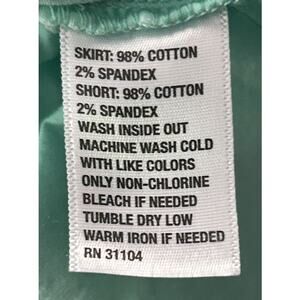 SKIRT: 98% COTTON
2% SPANDEX
SHORT: 98% COTTON
2% SPANDEX
WASH INSIDE OUT
MACHINE WASH COLD
WITH LIKE COLORS
ONLY NON-CHLORINE
BLEACH IF NEEDED
TUMBLE DRY LOW
WARM IRON IF NEEDED
RN 31104